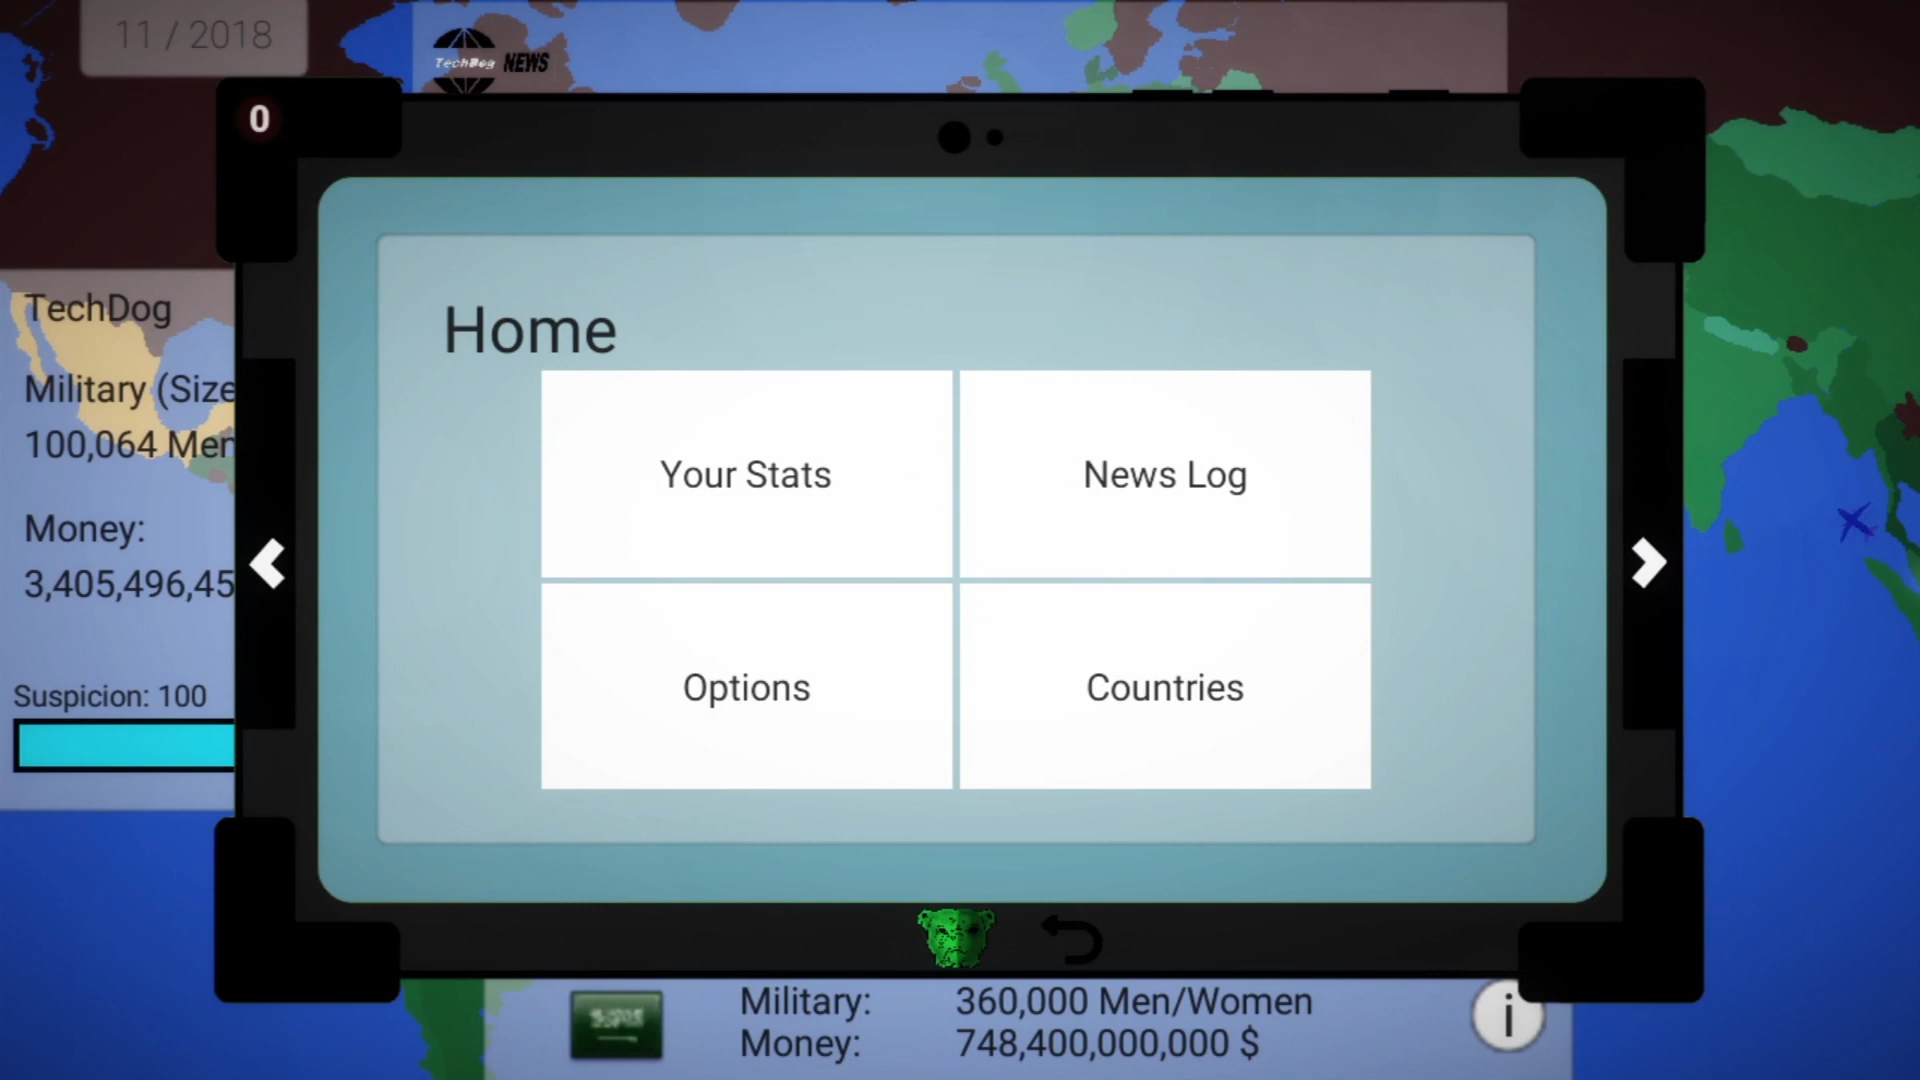 11 / 2018
TechDog NEWS
0
TechDog
Military (Size
100,064 Men
Money:
3,405,496,45
Suspicion: 100
Home
Your Stats
News Log
Options
Countries
Military: 360,000 Men/Women
Money: 748,400,000,000 $
i